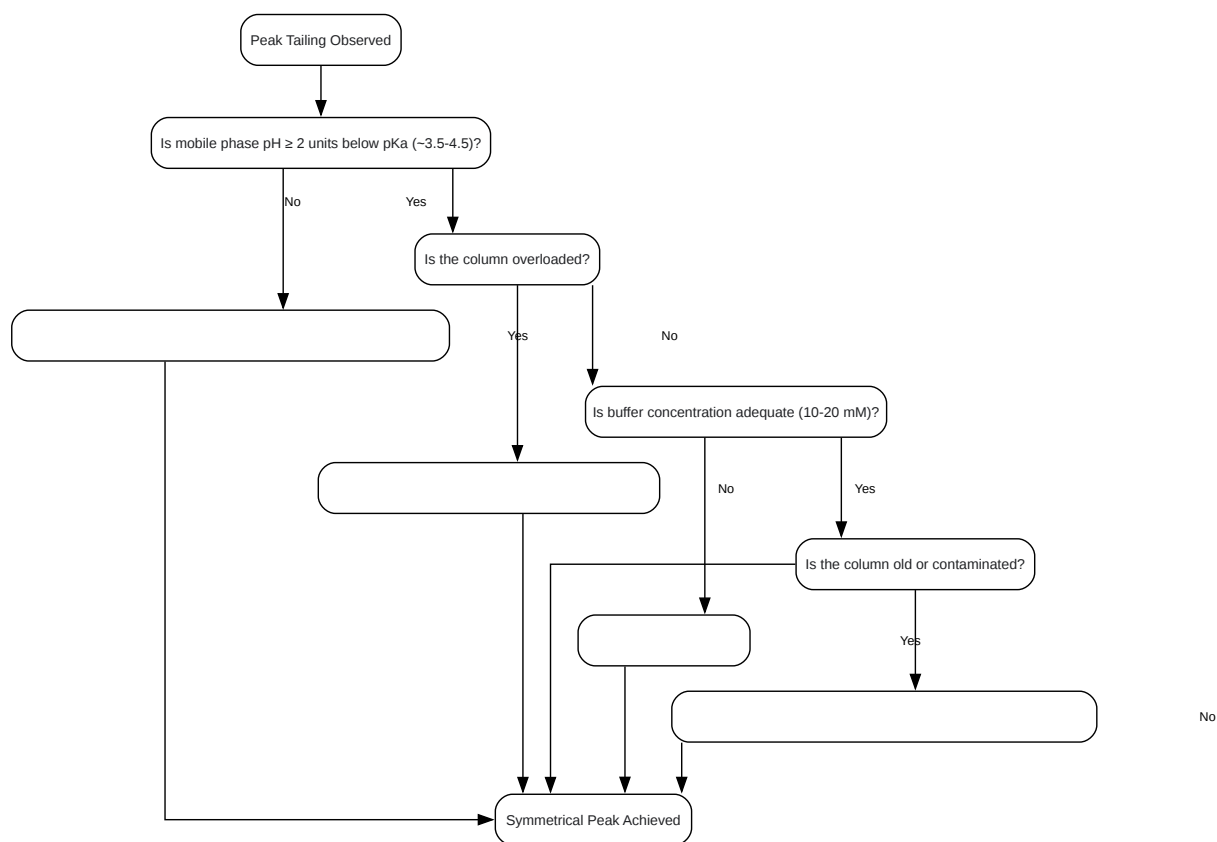 Peak Tailing Observed
Is mobile phase pH ≥ 2 units below pKa (~3.5-4.5)?
No
Yes
Is the column overloaded?
Yes
No
Is buffer concentration adequate (10-20 mM)?
No
Yes
Is the column old or contaminated?
Yes
No
Symmetrical Peak Achieved